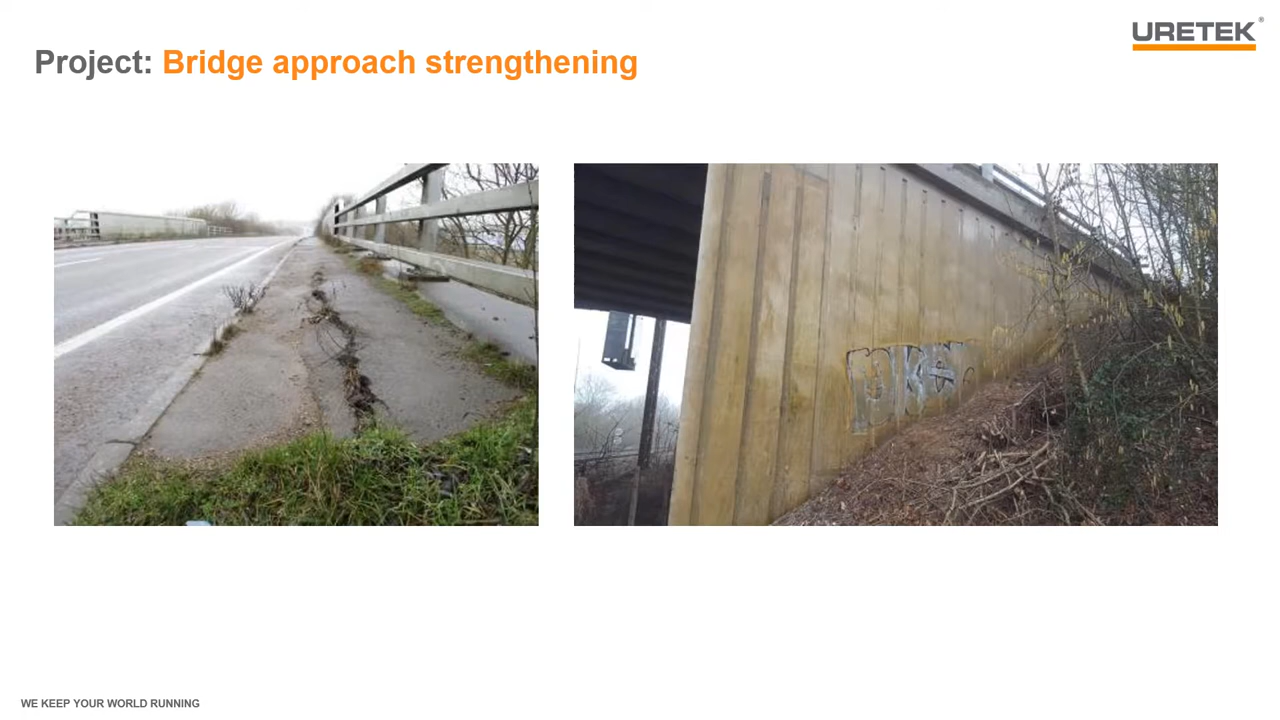 Project: Bridge approach strengthening
URETEK®
WE KEEP YOUR WORLD RUNNING